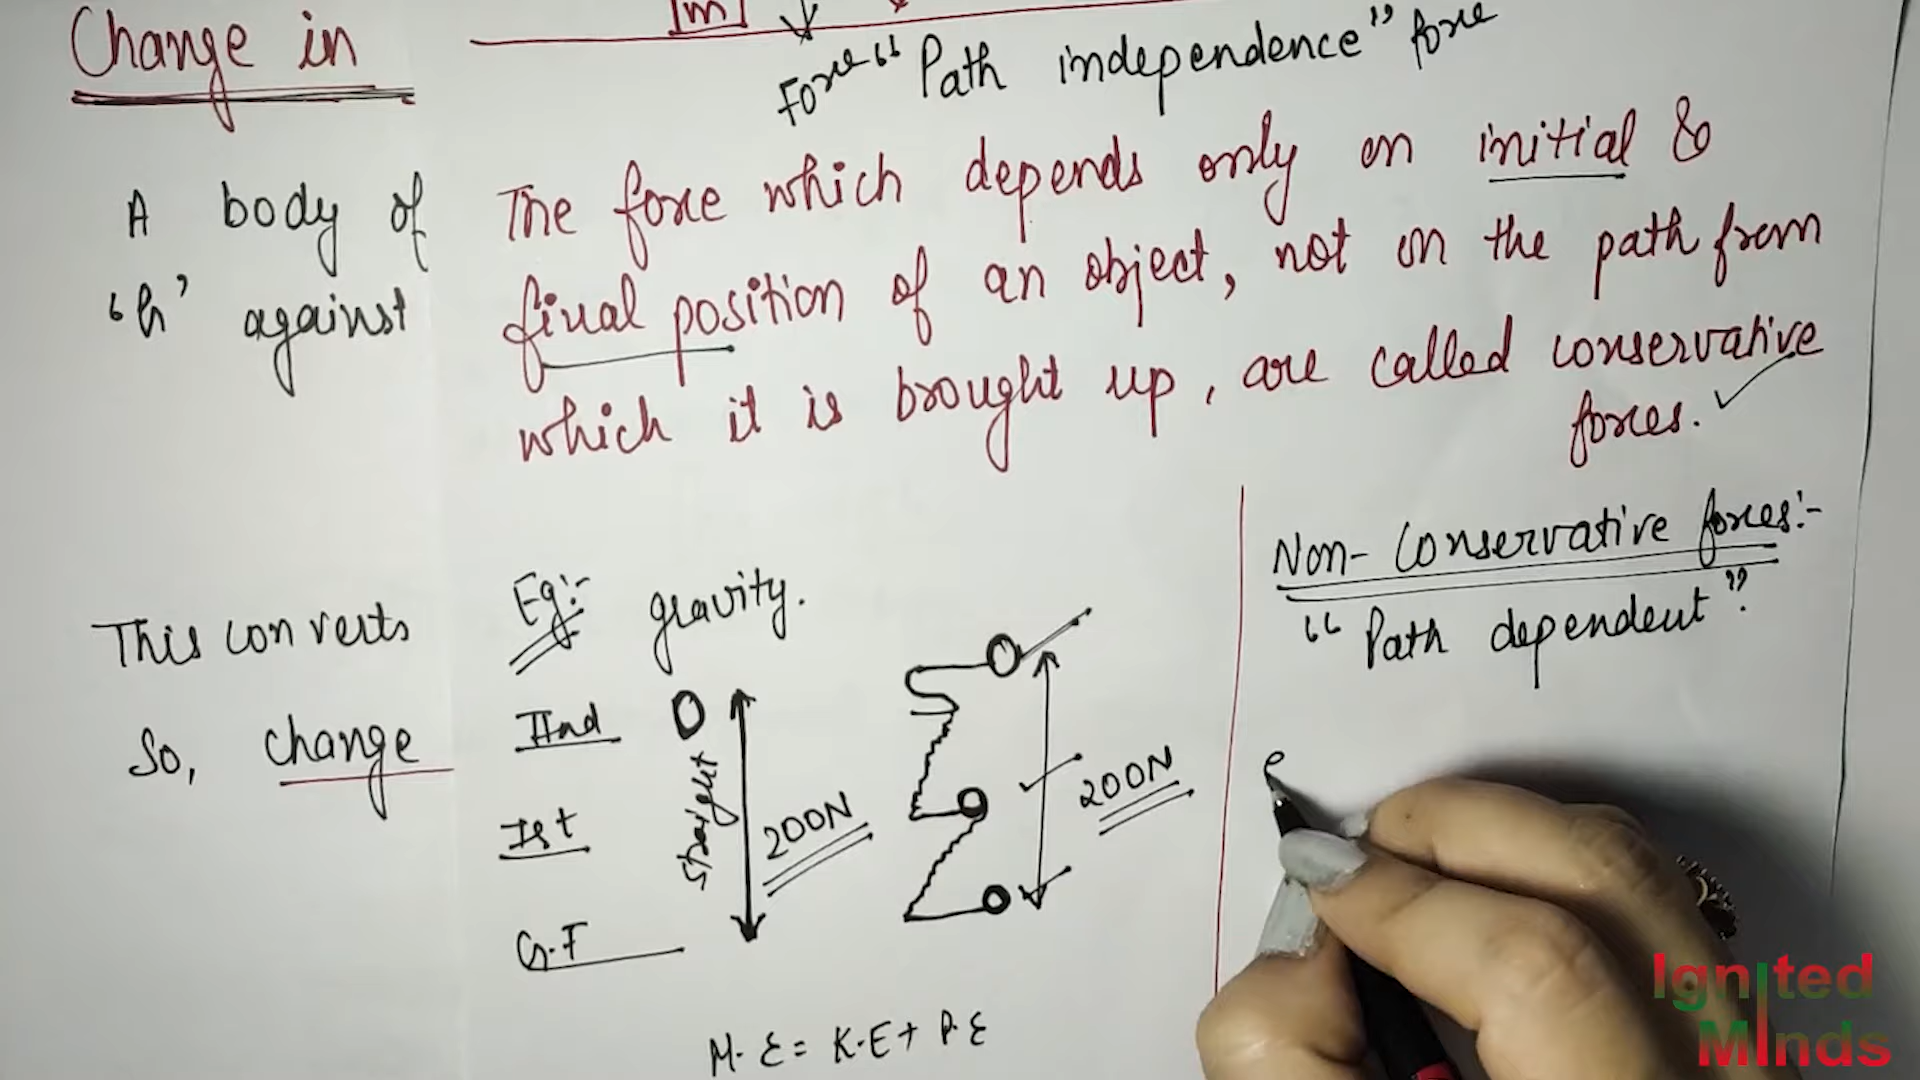 Change in
[m]
Force "Path independence" force
A body of
'h' against
The force which depends only on initial &
final position of an object, not on the path from
which it is brought up, are called conservative
forces.
This converts
So, change
Eg:- gravity.
IInd
Ist
G.F
Straight
200N
200N
M.E = K.E + P.E
Non-Conservative forces:-
"Path dependent".
e
Ignited
Minds